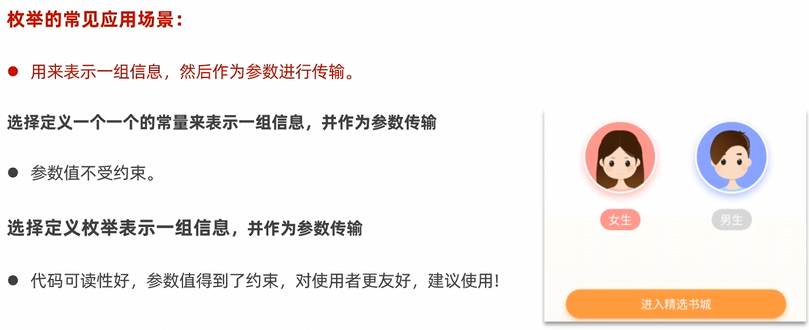 枚举的常见应用场景：
● 用来表示一组信息，然后作为参数进行传输。
选择定义一个一个的常量来表示一组信息，并作为参数传输
● 参数值不受约束。
选择定义枚举表示一组信息，并作为参数传输
● 代码可读性好，参数值得到了约束，对使用者更友好，建议使用！
女生 男生
进入精选书城